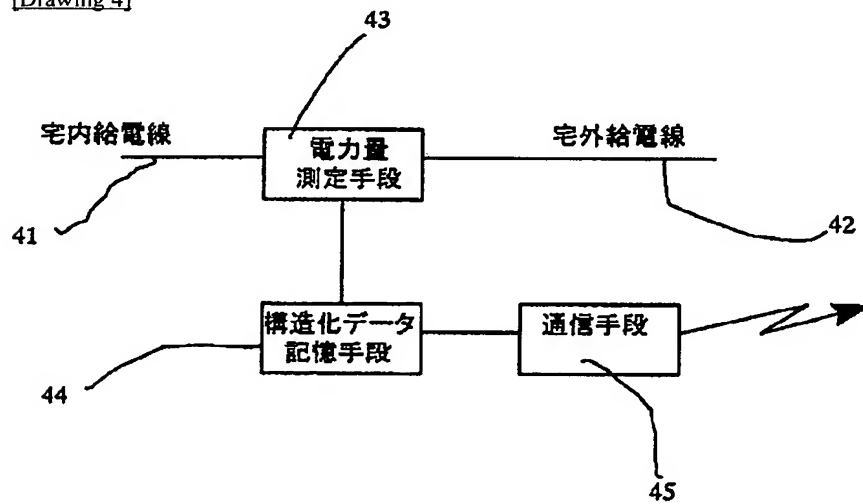 [Drawing 4]
43
宅内給電線
電力量
測定手段
宅外給電線
41
42
構造化データ
記憶手段
通信手段
44
45